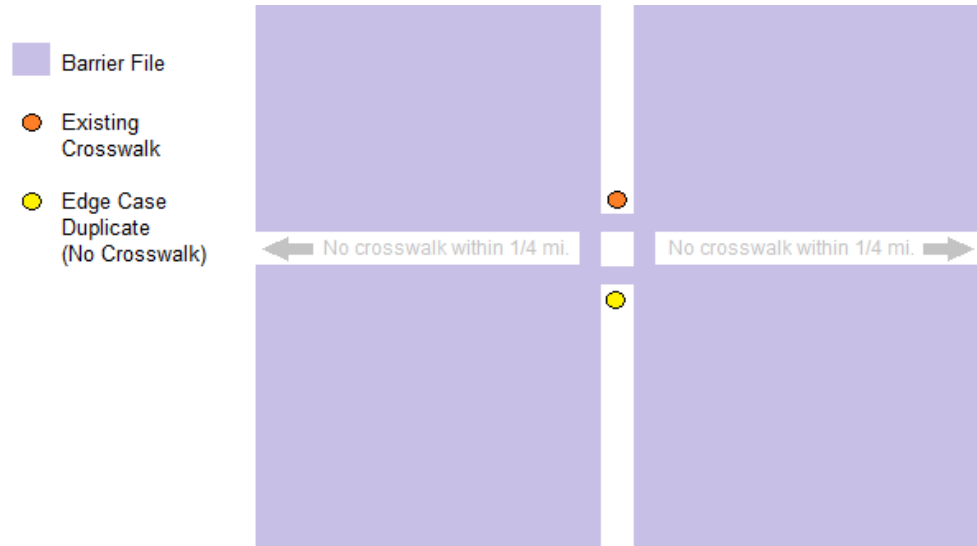 Barrier File
Existing
Crosswalk
Edge Case
Duplicate
(No Crosswalk)
No crosswalk within 1/4 mi.
No crosswalk within 1/4 mi.